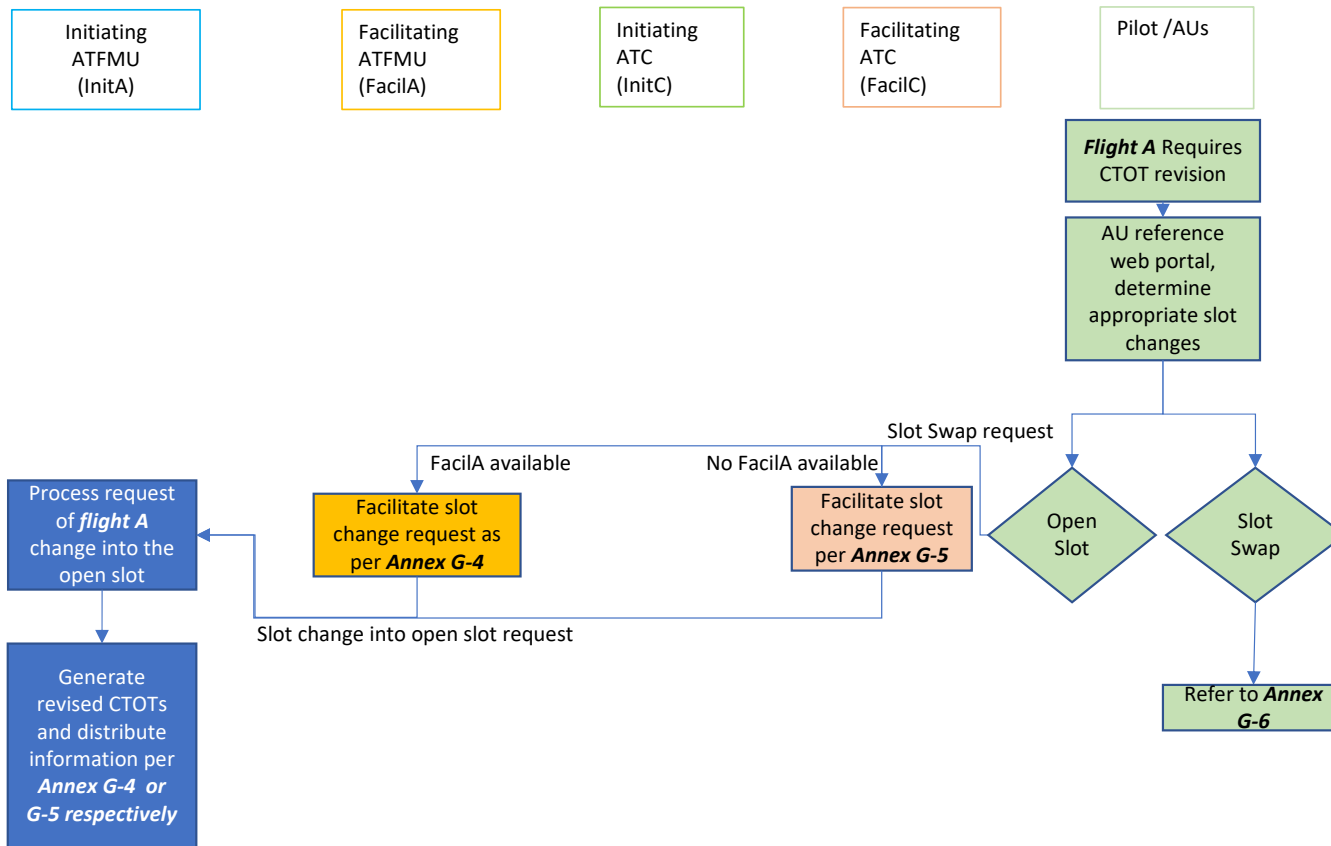 Initiating
ATFMU
(InitA)
Facilitating
ATFMU
(FacilA)
Initiating
ATC
(InitC)
Facilitating
ATC
(FacilC)
Pilot /AUs
Flight A Requires
CTOT revision
AU reference
web portal,
determine
appropriate slot
changes
Slot Swap request
FacilA available
No FacilA available
Process request
of flight A
change into the
open slot
Facilitate slot
change request as
per Annex G-4
Facilitate slot
change request
per Annex G-5
Open
Slot
Slot
Swap
Slot change into open slot request
Generate
revised CTOTs
and distribute
information per
Annex G-4 or
G-5 respectively
Refer to Annex
G-6